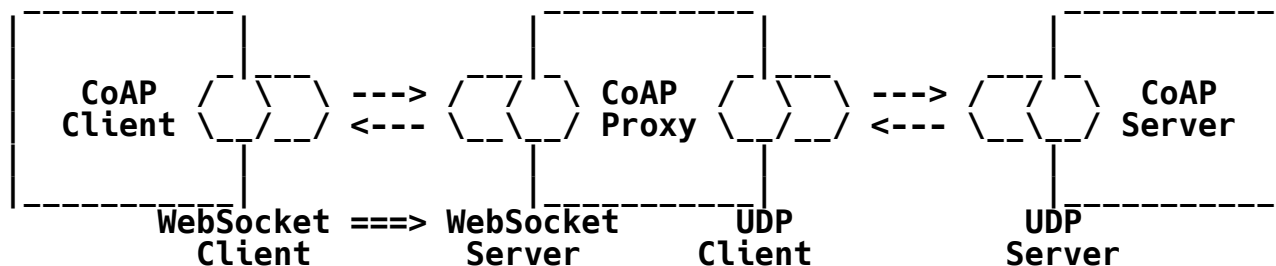 CoAP ---> CoAP ---> CoAP
Client <--- Proxy <--- Server
WebSocket ===> WebSocket UDP UDP
Client Server Client Server